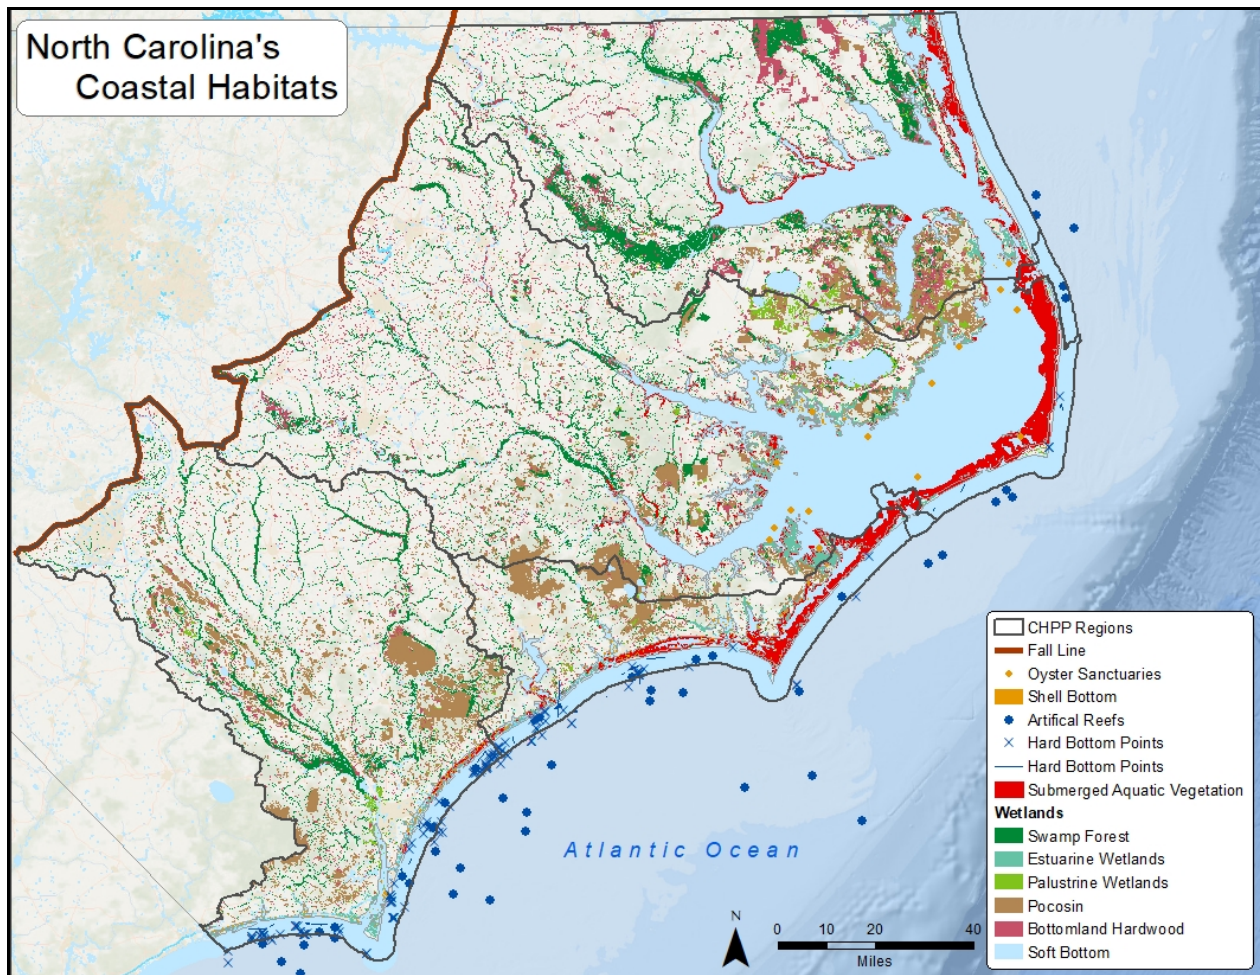 North Carolina's
Coastal Habitats
CHPP Regions
Fall Line
Oyster Sanctuaries
Shell Bottom
Artifical Reefs
Hard Bottom Points
Hard Bottom Points
Submerged Aquatic Vegetation
Wetlands
Swamp Forest
Estuarine Wetlands
Palustrine Wetlands
Pocosin
Bottomland Hardwood
Soft Bottom
Atlantic Ocean
N
0 10 20 40
Miles